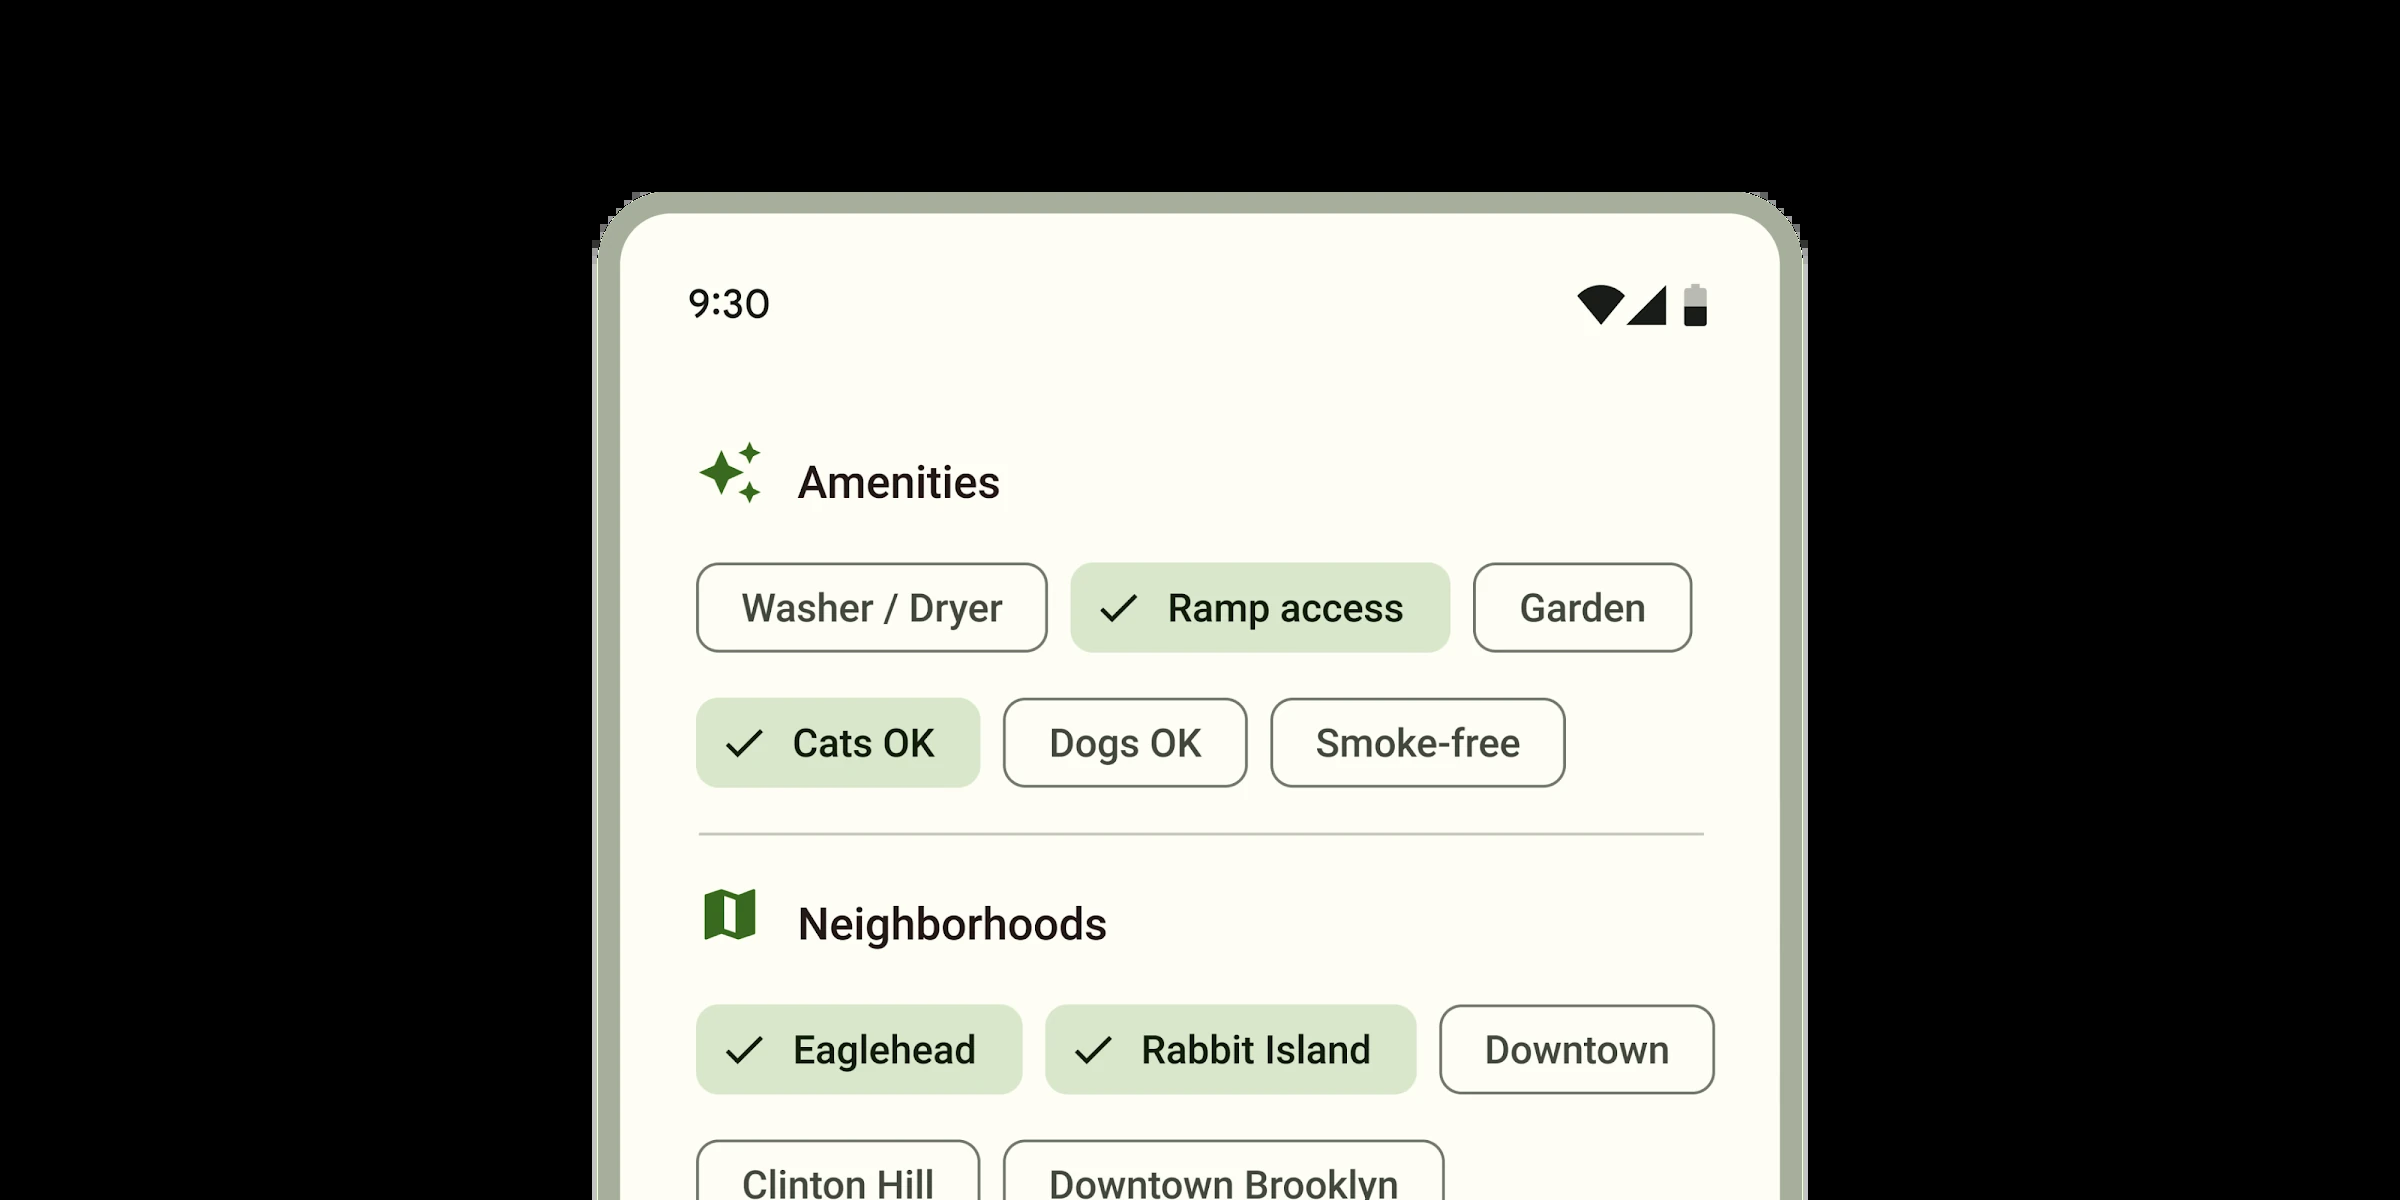 9:30
Amenities
Washer / Dryer Ramp access Garden
Cats OK Dogs OK Smoke-free
Neighborhoods
Eaglehead Rabbit Island Downtown
Clinton Hill Downtown Brooklyn